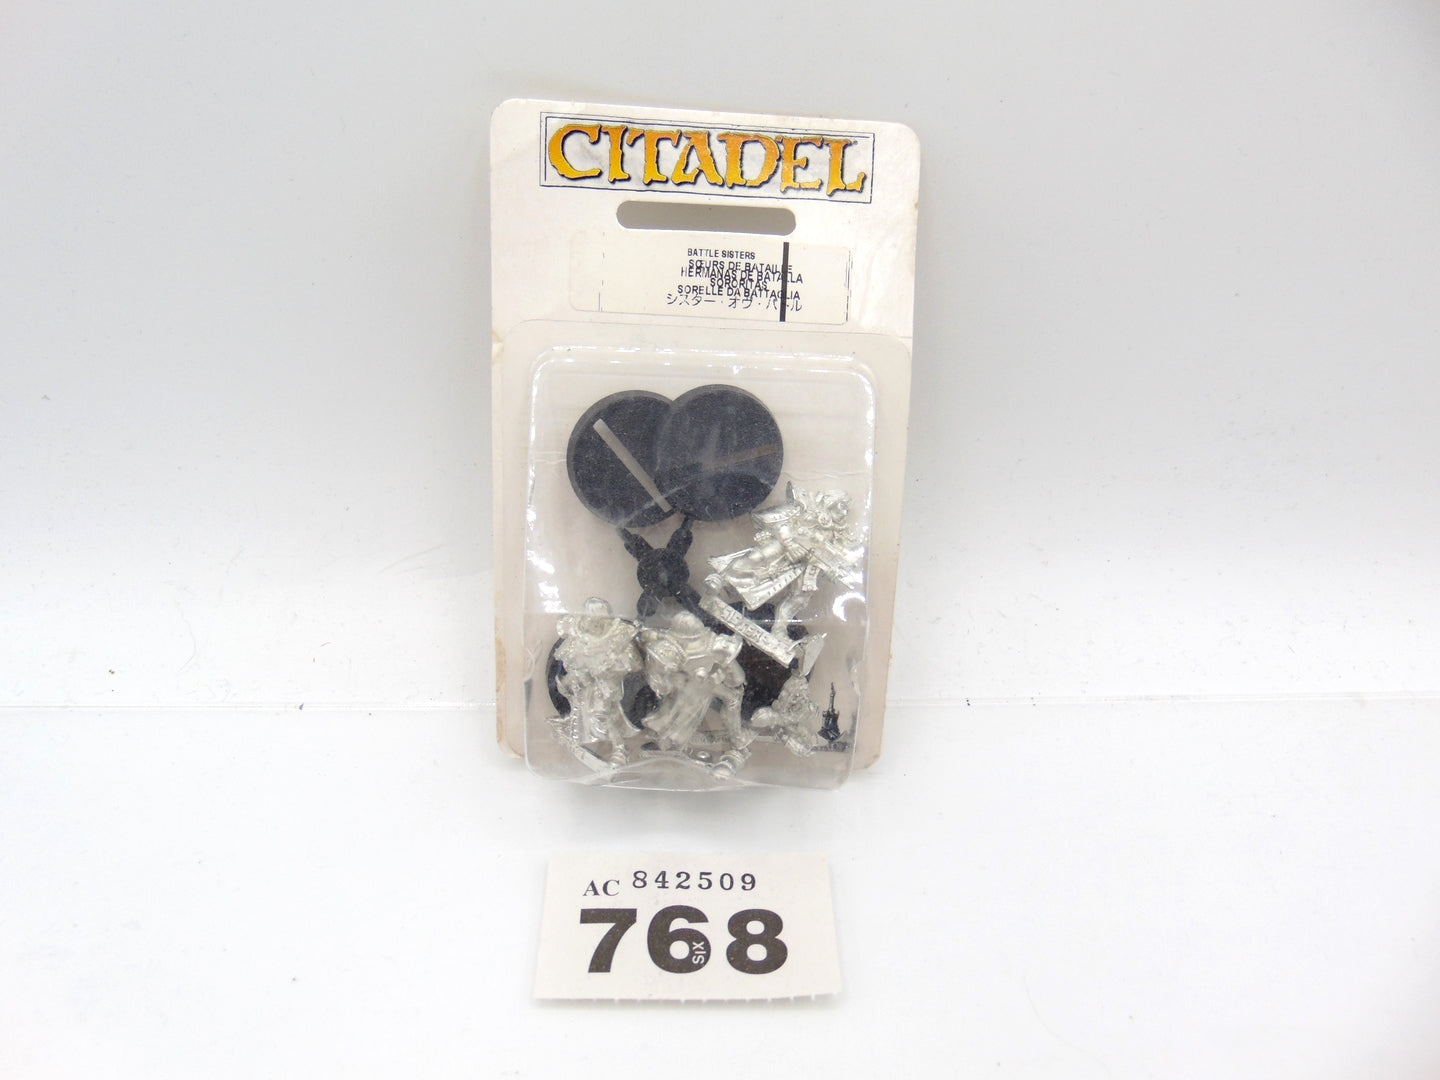 CITADEL
BATTLE SISTERS
SŒURS DE BATAILLE
HERMANAS DE BATALLA
SORORITAS
SORELLE DA BATTAGLIA
シスター・オヴ・バトル
AC 842509
768
SIX